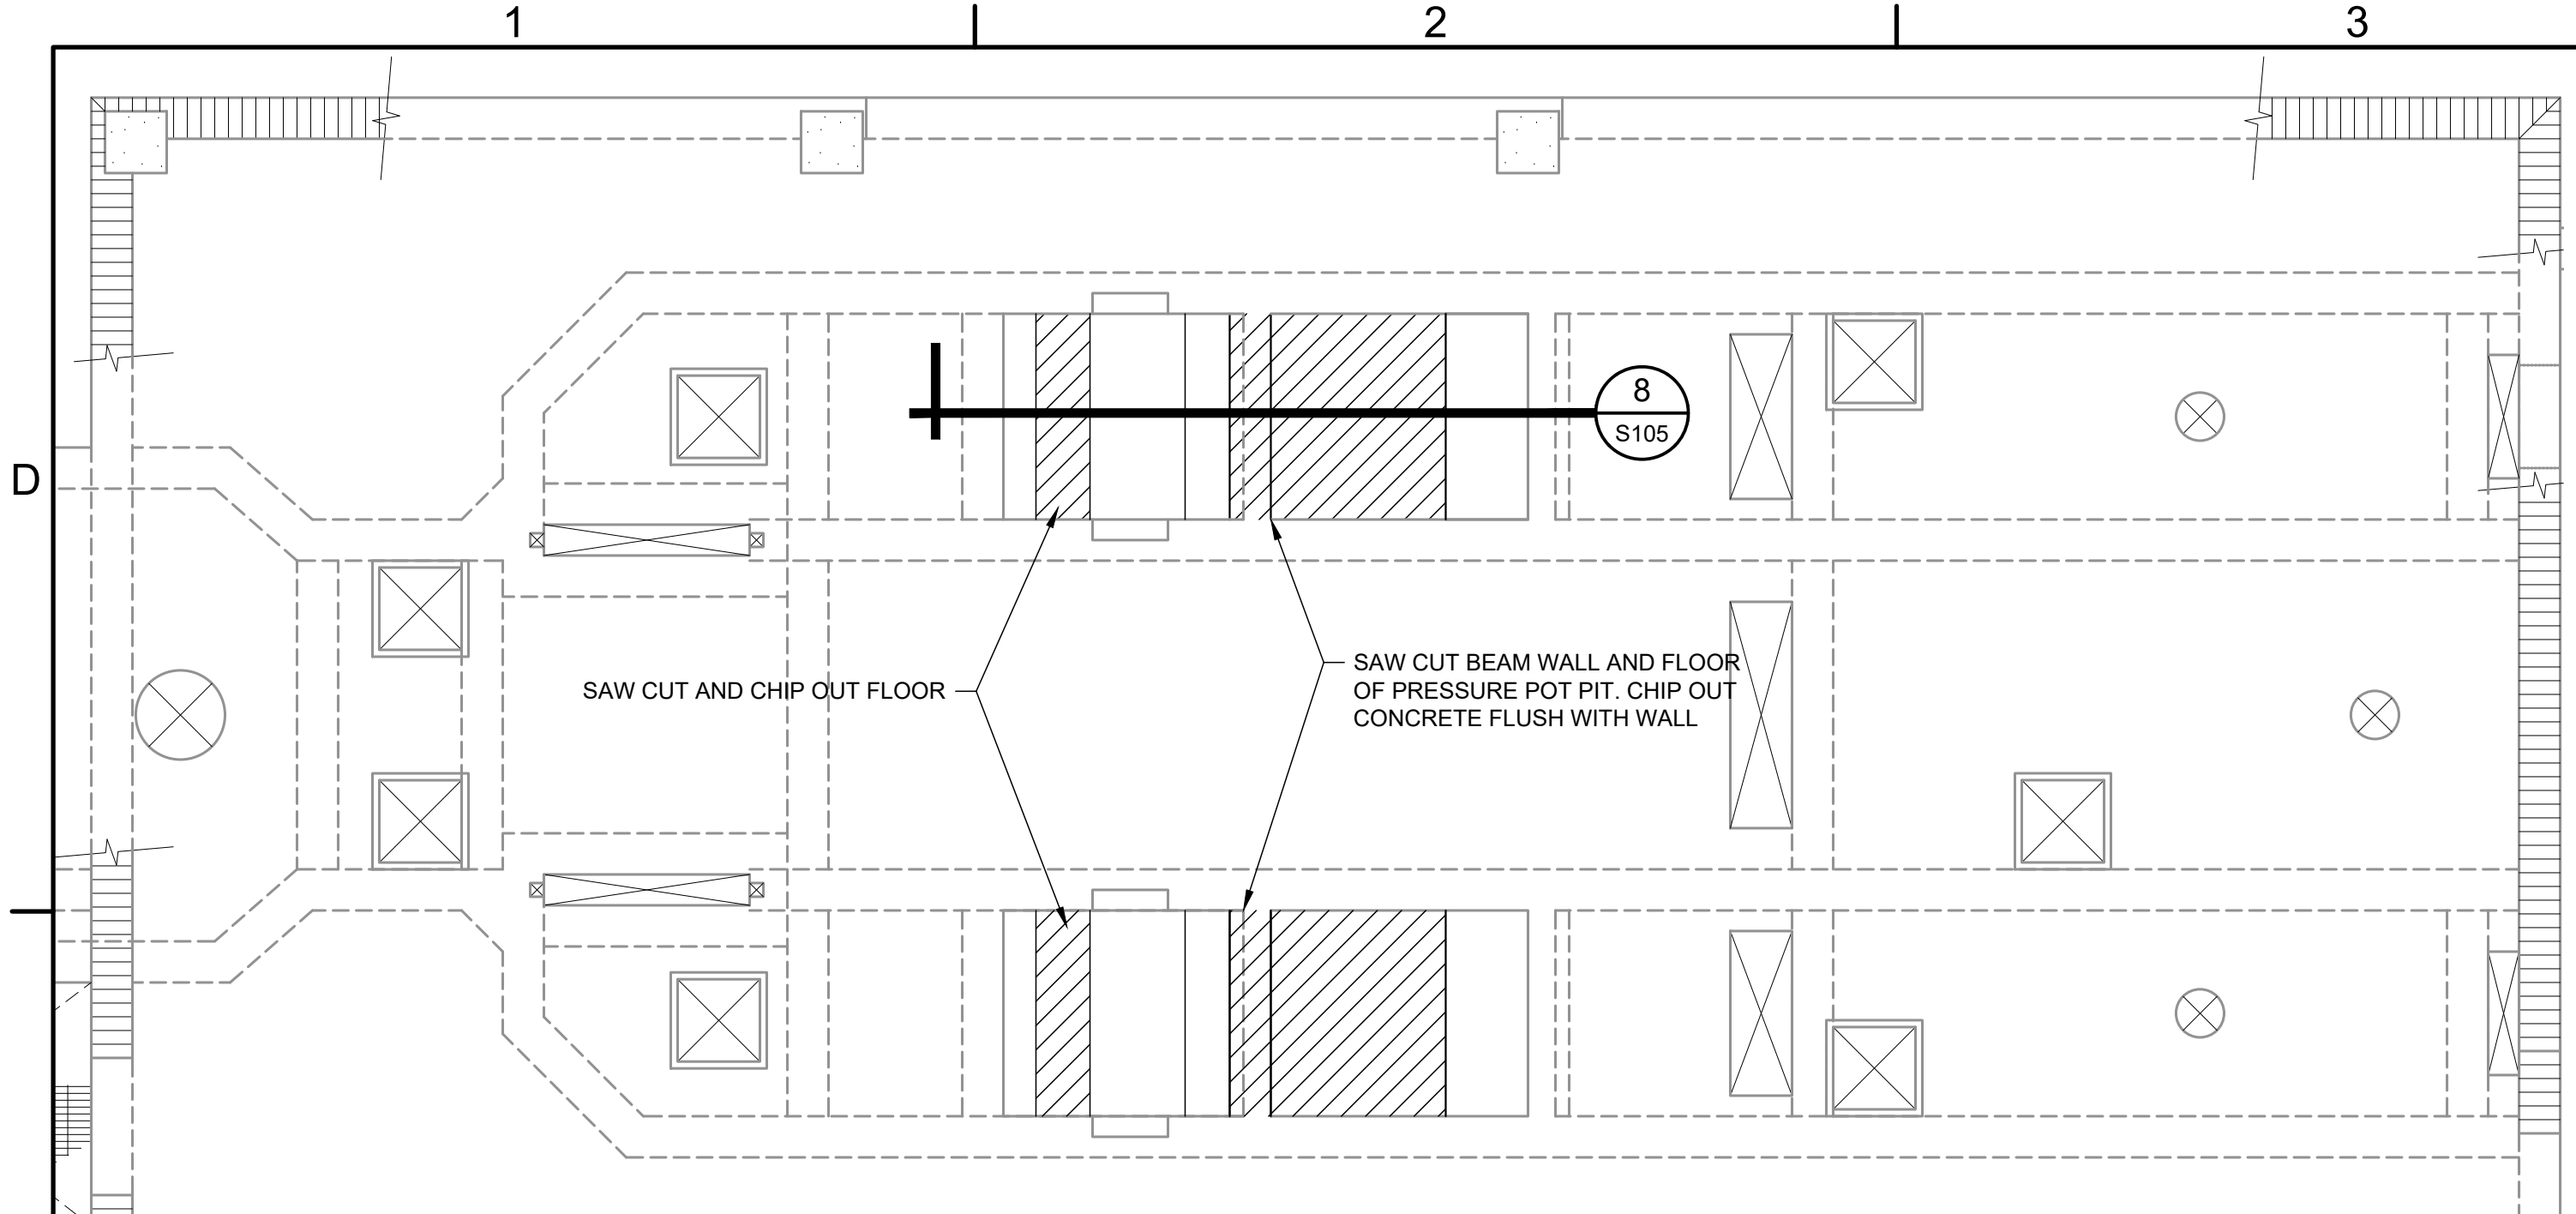 1
2
3
D
8
S105
SAW CUT AND CHIP OUT FLOOR
SAW CUT BEAM WALL AND FLOOR
OF PRESSURE POT PIT. CHIP OUT
CONCRETE FLUSH WITH WALL